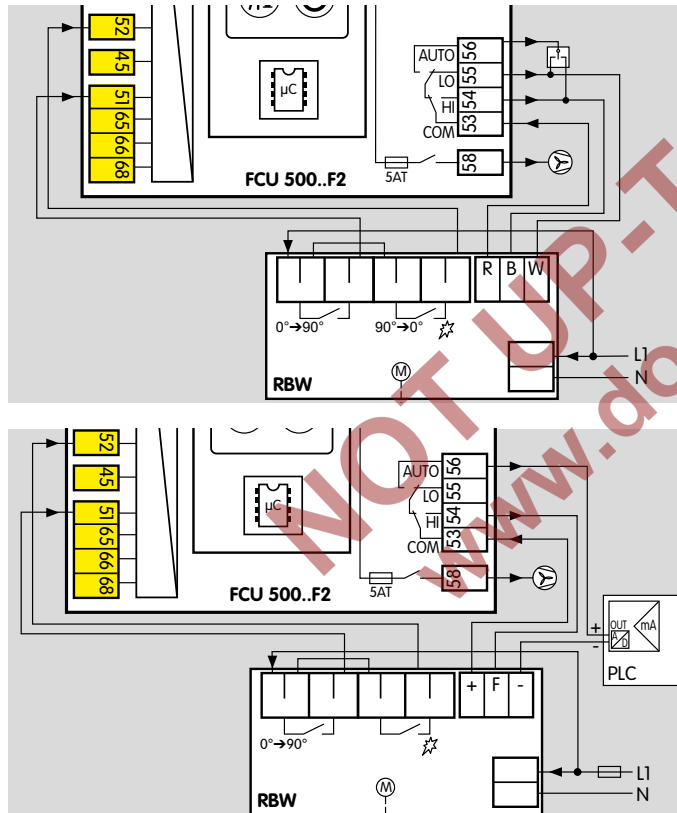 52
45
51
65
66
68
µC
FCU 500..F2
AUTO
LO
HI
COM
56
55
54
53
58
5AT
R B W
0°➔90°
90°➔0°
M
RBW
L1
N
52
45
51
65
66
68
µC
FCU 500..F2
AUTO
LO
HI
COM
56
55
54
53
58
5AT
+ F -
+
-
OUT
A/D
mA
PLC
0°➔90°
M
RBW
L1
N
NOT UP-T
www.do